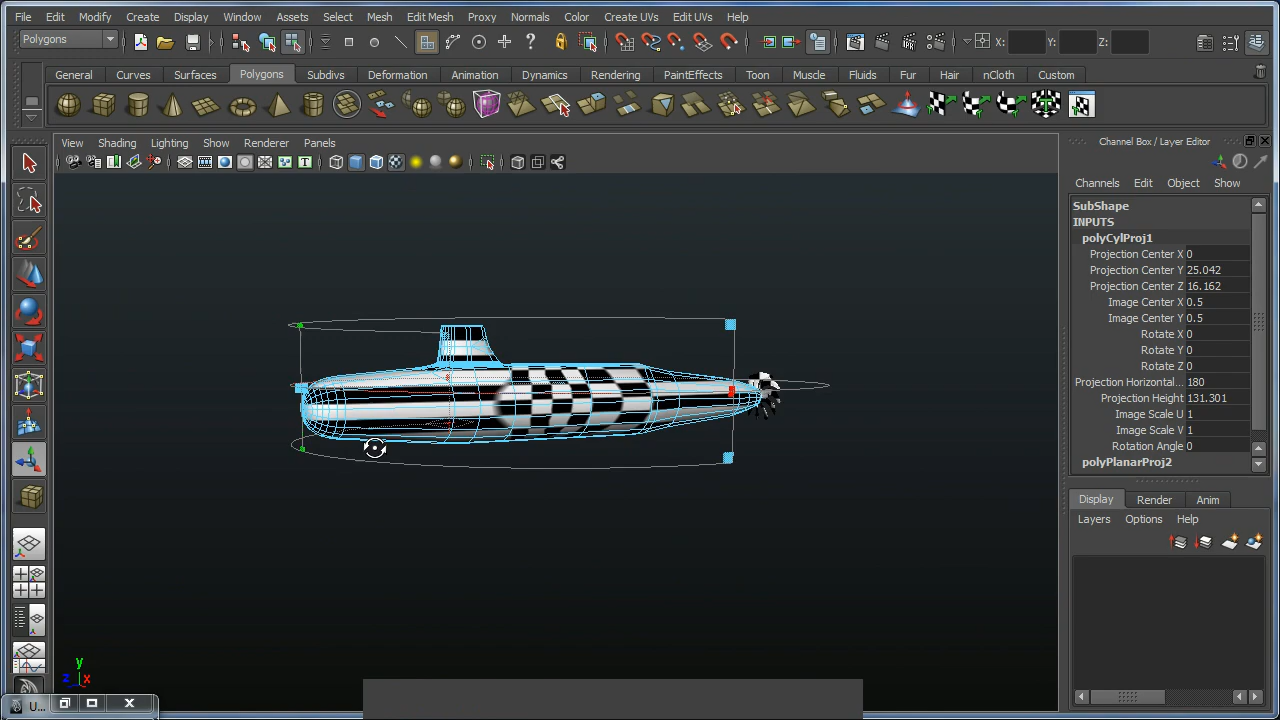 File Edit Modify Create Display Window Assets Select Mesh Edit Mesh Proxy Normals Color Create UVs Edit UVs Help
Polygons X: Y: Z:
General Curves Surfaces Polygons Subdivs Deformation Animation Dynamics Rendering PaintEffects Toon Muscle Fluids Fur Hair nCloth Custom
View Shading Lighting Show Renderer Panels
Channel Box / Layer Editor
Channels Edit Object Show
SubShape
INPUTS
polyCylProj1
Projection Center X 0
Projection Center Y 25.042
Projection Center Z 16.162
Image Center X 0.5
Image Center Y 0.5
Rotate X 0
Rotate Y 0
Rotate Z 0
Projection Horizontal... 180
Projection Height 131.301
Image Scale U 1
Image Scale V 1
Rotation Angle 0
polyPlanarProj2
Display Render Anim
Layers Options Help
y
z x
U...